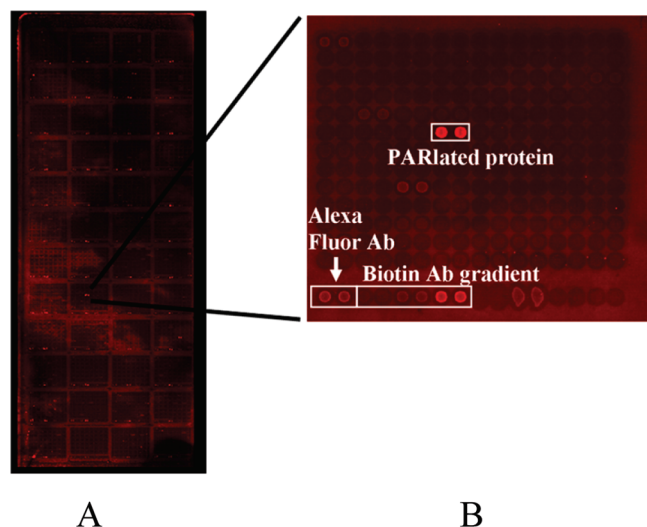 PARlated protein
Alexa
Fluor Ab
Biotin Ab gradient
A
B